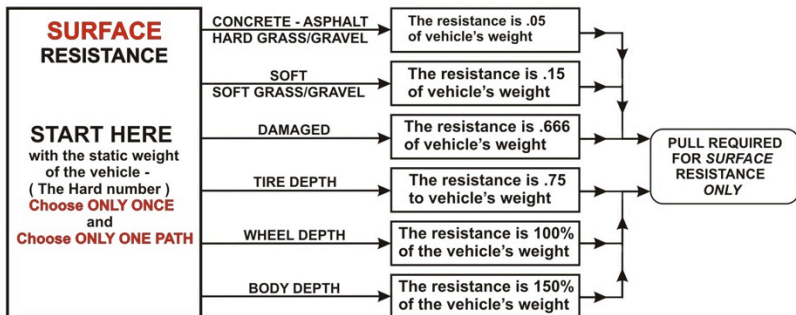 SURFACE
RESISTANCE
START HERE
with the static weight
of the vehicle -
( The Hard number )
Choose ONLY ONCE
and
Choose ONLY ONE PATH
CONCRETE - ASPHALT
HARD GRASS/GRAVEL
The resistance is .05
of vehicle's weight
SOFT
SOFT GRASS/GRAVEL
The resistance is .15
of vehicle's weight
DAMAGED
The resistance is .666
of vehicle's weight
TIRE DEPTH
The resistance is .75
to vehicle's weight
WHEEL DEPTH
The resistance is 100%
of the vehicle's weight
BODY DEPTH
The resistance is 150%
of the vehicle's weight
PULL REQUIRED
FOR SURFACE
RESISTANCE
ONLY